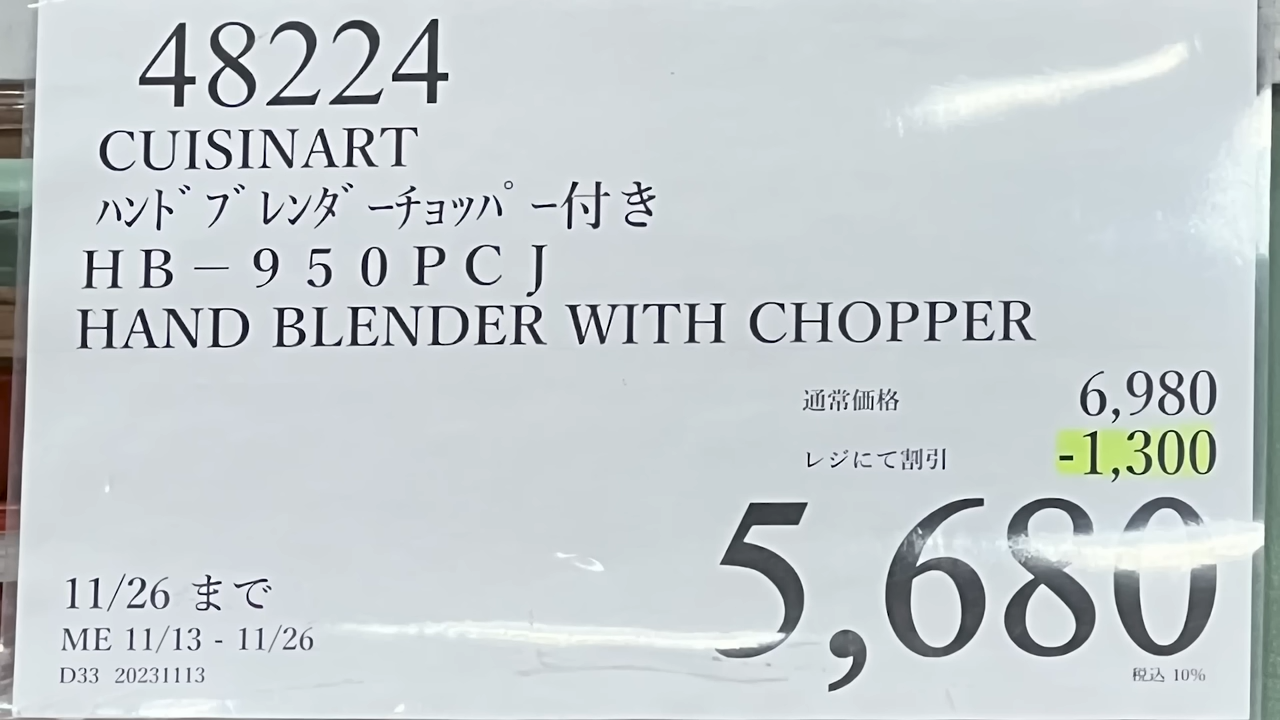 48224
CUISINART
ﾊﾝﾄﾞﾌﾞﾚﾝﾀﾞｰﾁｮｯﾊﾟｰ付き
ＨＢ－９５０ＰＣＪ
HAND BLENDER WITH CHOPPER
通常価格 6,980
レジにて割引 -1,300
5,680
税込 10%
11/26 まで
ME 11/13 - 11/26
D33 20231113